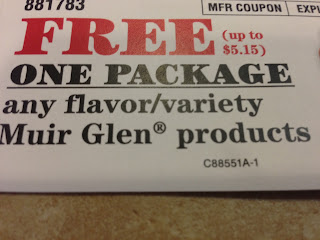 881783
MFR COUPON
FREE (up to
$5.15)
ONE PACKAGE
any flavor/variety
Muir Glen® products
C88551A-1